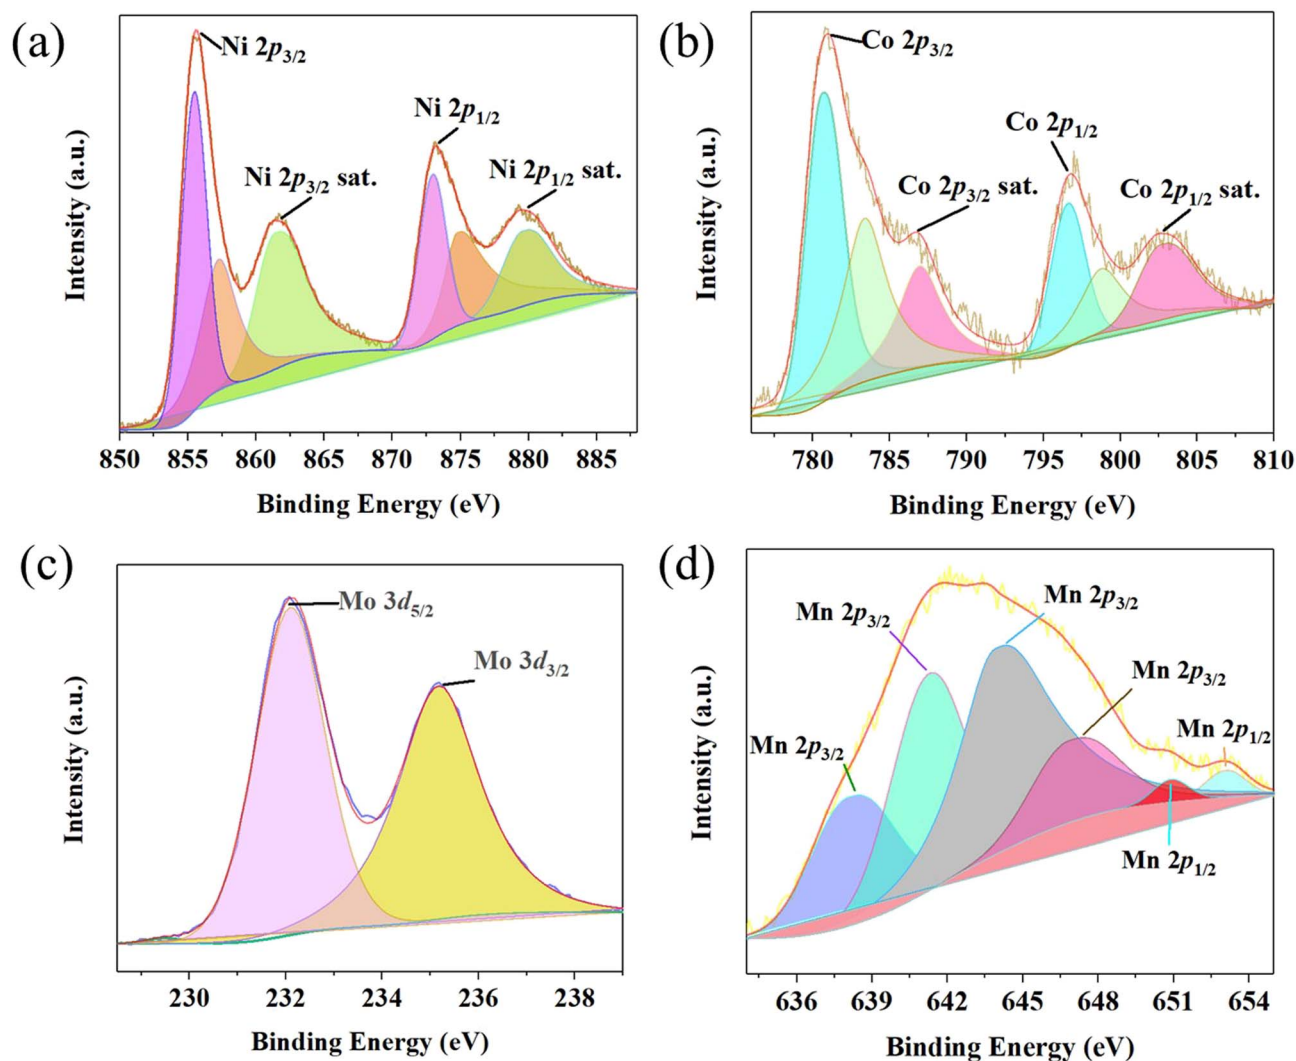 (a)
Ni 2p3/2
Ni 2p1/2
Ni 2p3/2 sat.
Ni 2p1/2 sat.
Intensity (a.u.)
850 855 860 865 870 875 880 885
Binding Energy (eV)
(b)
Co 2p3/2
Co 2p1/2
Co 2p3/2 sat.
Co 2p1/2 sat.
Intensity (a.u.)
780 785 790 795 800 805 810
Binding Energy (eV)
(c)
Mo 3d5/2
Mo 3d3/2
Intensity (a.u.)
230 232 234 236 238
Binding Energy (eV)
(d)
Mn 2p3/2
Mn 2p3/2
Mn 2p3/2
Mn 2p1/2
Mn 2p3/2
Mn 2p1/2
Intensity (a.u.)
636 639 642 645 648 651 654
Binding Energy (eV)